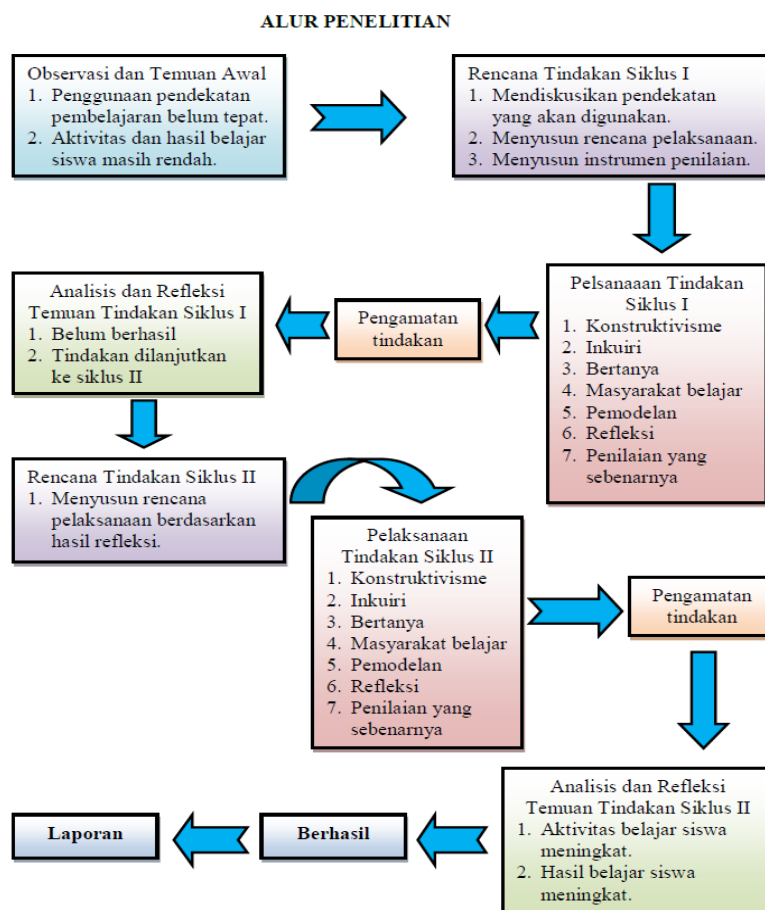 ALUR PENELITIAN
Observasi dan Temuan Awal
1. Penggunaan pendekatan
pembelajaran belum tepat.
2. Aktivitas dan hasil belajar
siswa masih rendah.
Rencana Tindakan Siklus I
1. Mendiskusikan pendekatan
yang akan digunakan.
2. Menyusun rencana pelaksanaan.
3. Menyusun instrumen penilaian.
Pelsanaaan Tindakan
Siklus I
1. Konstruktivisme
2. Inkuiri
3. Bertanya
4. Masyarakat belajar
5. Pemodelan
6. Refleksi
7. Penilaian yang
sebenarnya
Pengamatan
tindakan
Analisis dan Refleksi
Temuan Tindakan Siklus I
1. Belum berhasil
2. Tindakan dilanjutkan
ke siklus II
Rencana Tindakan Siklus II
1. Menyusun rencana
pelaksanaan berdasarkan
hasil refleksi.
Pelaksanaan
Tindakan Siklus II
1. Konstruktivisme
2. Inkuiri
3. Bertanya
4. Masyarakat belajar
5. Pemodelan
6. Refleksi
7. Penilaian yang
sebenarnya
Pengamatan
tindakan
Analisis dan Refleksi
Temuan Tindakan Siklus II
1. Aktivitas belajar siswa
meningkat.
2. Hasil belajar siswa
meningkat.
Berhasil
Laporan